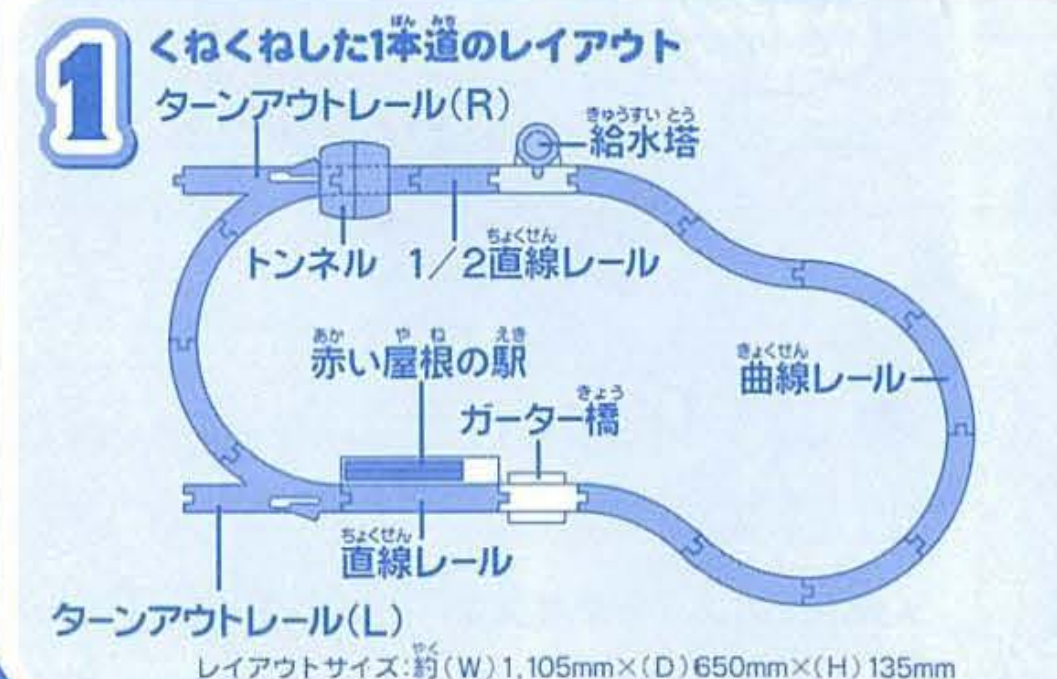 1
くねくねした1本道のレイアウト
ほん みち
ターンアウトレール(R)
きゅうすい とう
給水塔
トンネル
ちょくせん
1/2直線レール
あか や ね えき
赤い屋根の駅
きょくせん
曲線レール
きょう
ガーター橋
ちょくせん
直線レール
ターンアウトレール(L)
やく
レイアウトサイズ:約(W)1,105mm×(D)650mm×(H)135mm